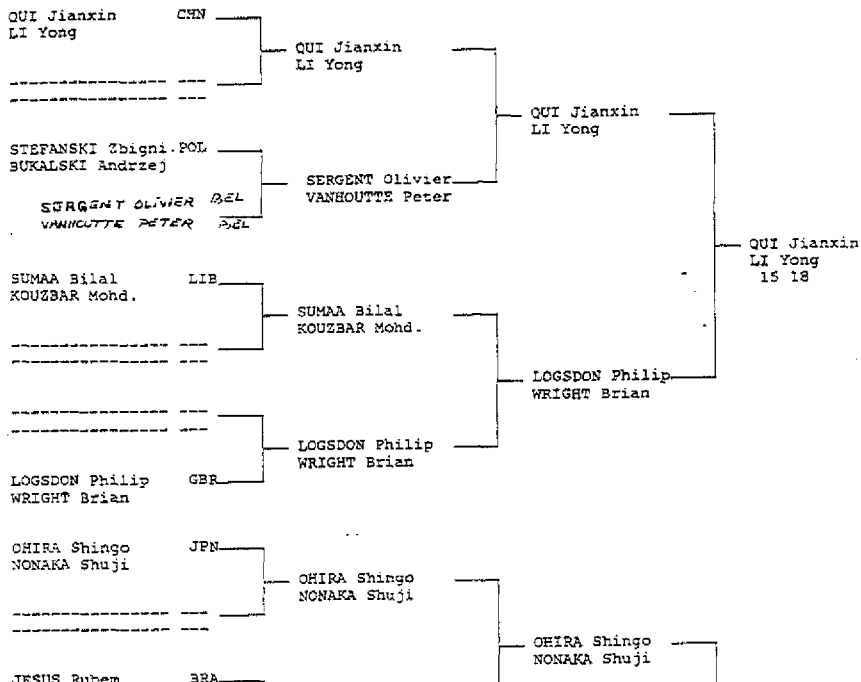 QUI Jianxin CHN
LI Yong
QUI Jianxin
LI Yong
--------------- ---
--------------- ---
QUI Jianxin
LI Yong
STEFANSKI Zbigni. POL
BUKALSKI Andrzej
SERGENT Olivier
VANHOUTTE Peter
SERGENT OLIVIER BEL
VANHOUTTE PETER BEL
QUI Jianxin
LI Yong
15 18
SUMAA Bilal LIB
KOUZBAR Mohd.
SUMAA Bilal
KOUZBAR Mohd.
--------------- ---
--------------- ---
LOGSDON Philip
WRIGHT Brian
--------------- ---
--------------- ---
LOGSDON Philip
WRIGHT Brian
LOGSDON Philip GBR
WRIGHT Brian
OHIRA Shingo JPN
NONAKA Shuji
OHIRA Shingo
NONAKA Shuji
--------------- ---
--------------- ---
OHIRA Shingo
NONAKA Shuji
JESUS Rubem BRA